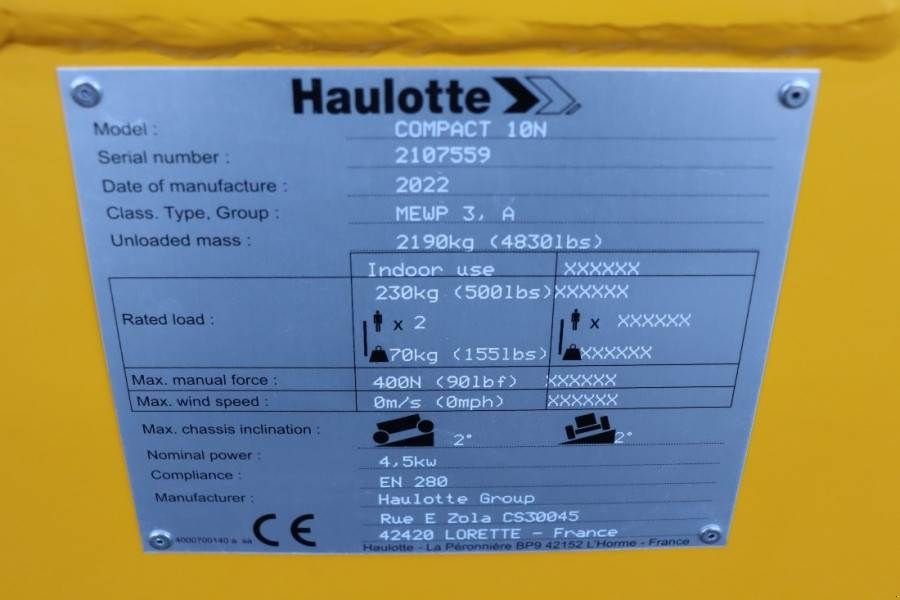 Haulotte
Model : COMPACT 10N
Serial number : 2107559
Date of manufacture : 2022
Class. Type, Group : MEWP 3, A
Unloaded mass : 2190kg (4830lbs)
Indoor use XXXXXX
230kg (500lbs) XXXXXX
Rated load : x 2 x XXXXXX
70kg (155lbs) XXXXXX
Max. manual force : 400N (90lbf) XXXXXX
Max. wind speed : 0m/s (0mph) XXXXXX
Max. chassis inclination : 2° 2°
Nominal power : 4,5kw
Compliance : EN 280
Manufacturer : Haulotte Group
Rue E Zola CS30045
4000700140 a CE 42420 LORETTE - France
Haulotte - La Péronnière BP9 42152 L'Horme - France